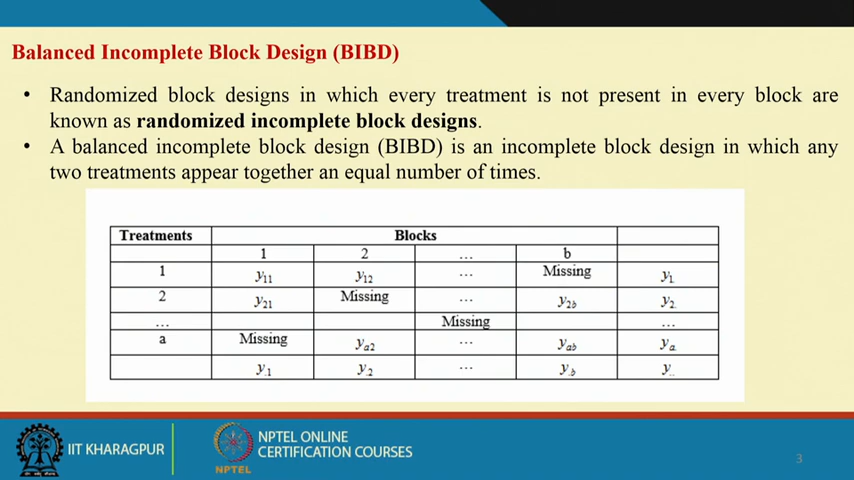 Balanced Incomplete Block Design (BIBD)
• Randomized block designs in which every treatment is not present in every block are
known as randomized incomplete block designs.
• A balanced incomplete block design (BIBD) is an incomplete block design in which any
two treatments appear together an equal number of times.
Treatments Blocks
1 2 … b
1 y11 y12 … Missing y1.
2 y21 Missing … y2b y2.
… Missing …
a Missing ya2 … yab ya.
y.1 y.2 … y.b y..
IIT KHARAGPUR
NPTEL
NPTEL ONLINE
CERTIFICATION COURSES
3